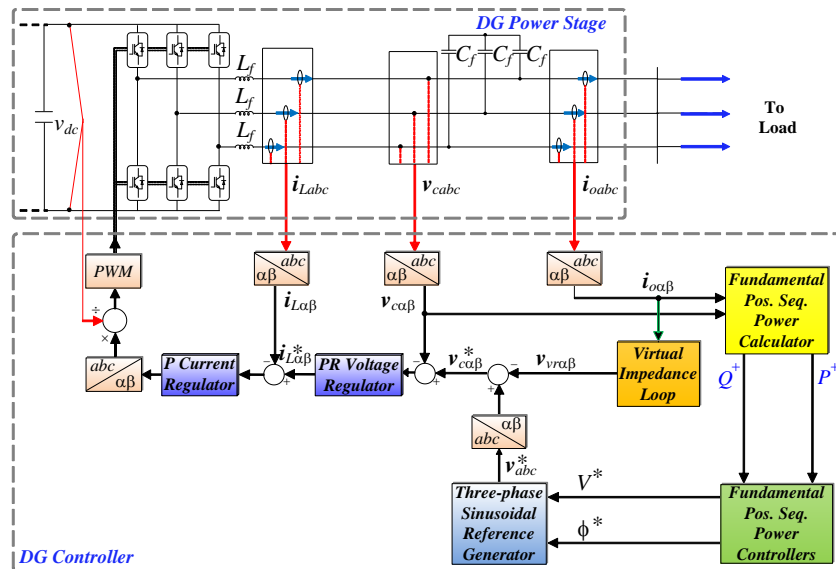 DG Power Stage
C_f C_f C_f
L_f
L_f
L_f
v_dc
To
Load
i_Labc
v_cabc
i_oabc
PWM
abc
αβ
abc
αβ
abc
αβ
i_Lαβ
v_cαβ
i_oαβ
Fundamental
Pos. Seq.
Power
Calculator
÷
×
i*_Lαβ
v*_cαβ
v_vrαβ
- + - + - +
abc
αβ
P Current
Regulator
PR Voltage
Regulator
Virtual
Impedance
Loop
Q^+
P^+
αβ
abc
v*_abc
Three-phase
Sinusoidal
Reference
Generator
V*
ϕ*
Fundamental
Pos. Seq.
Power
Controllers
DG Controller